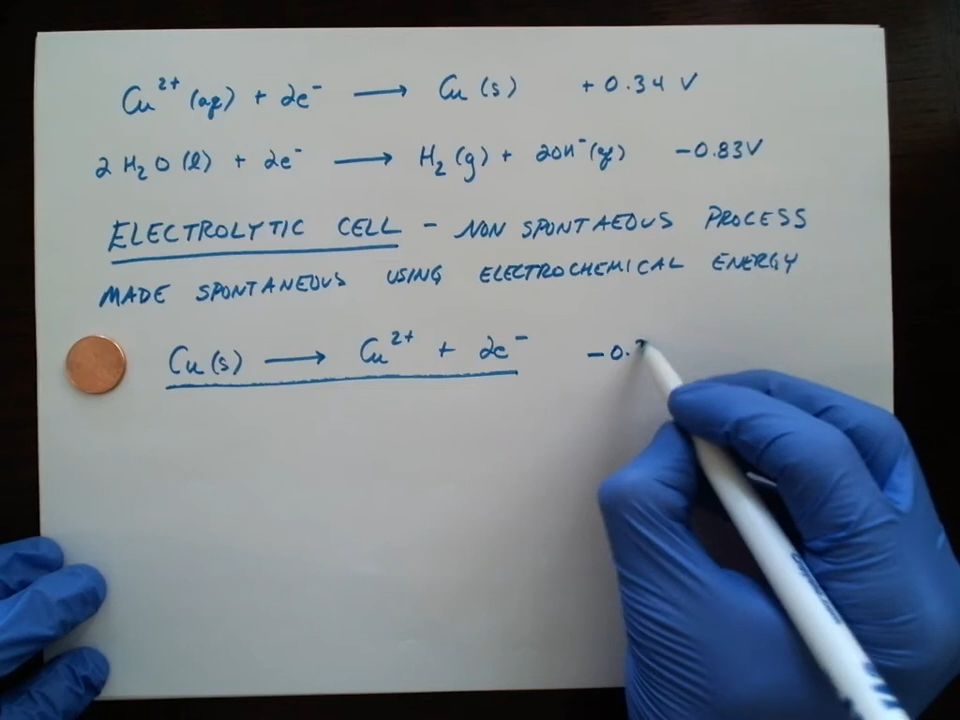 Cu²⁺(aq) + 2e⁻ ⟶ Cu(s) +0.34 V
2 H₂O(l) + 2e⁻ ⟶ H₂(g) + 2OH⁻(aq) -0.83V
ELECTROLYTIC CELL - NON SPONTAEOUS PROCESS
MADE SPONTANEOUS USING ELECTROCHEMICAL ENERGY
Cu(s) ⟶ Cu²⁺ + 2e⁻ -0.3